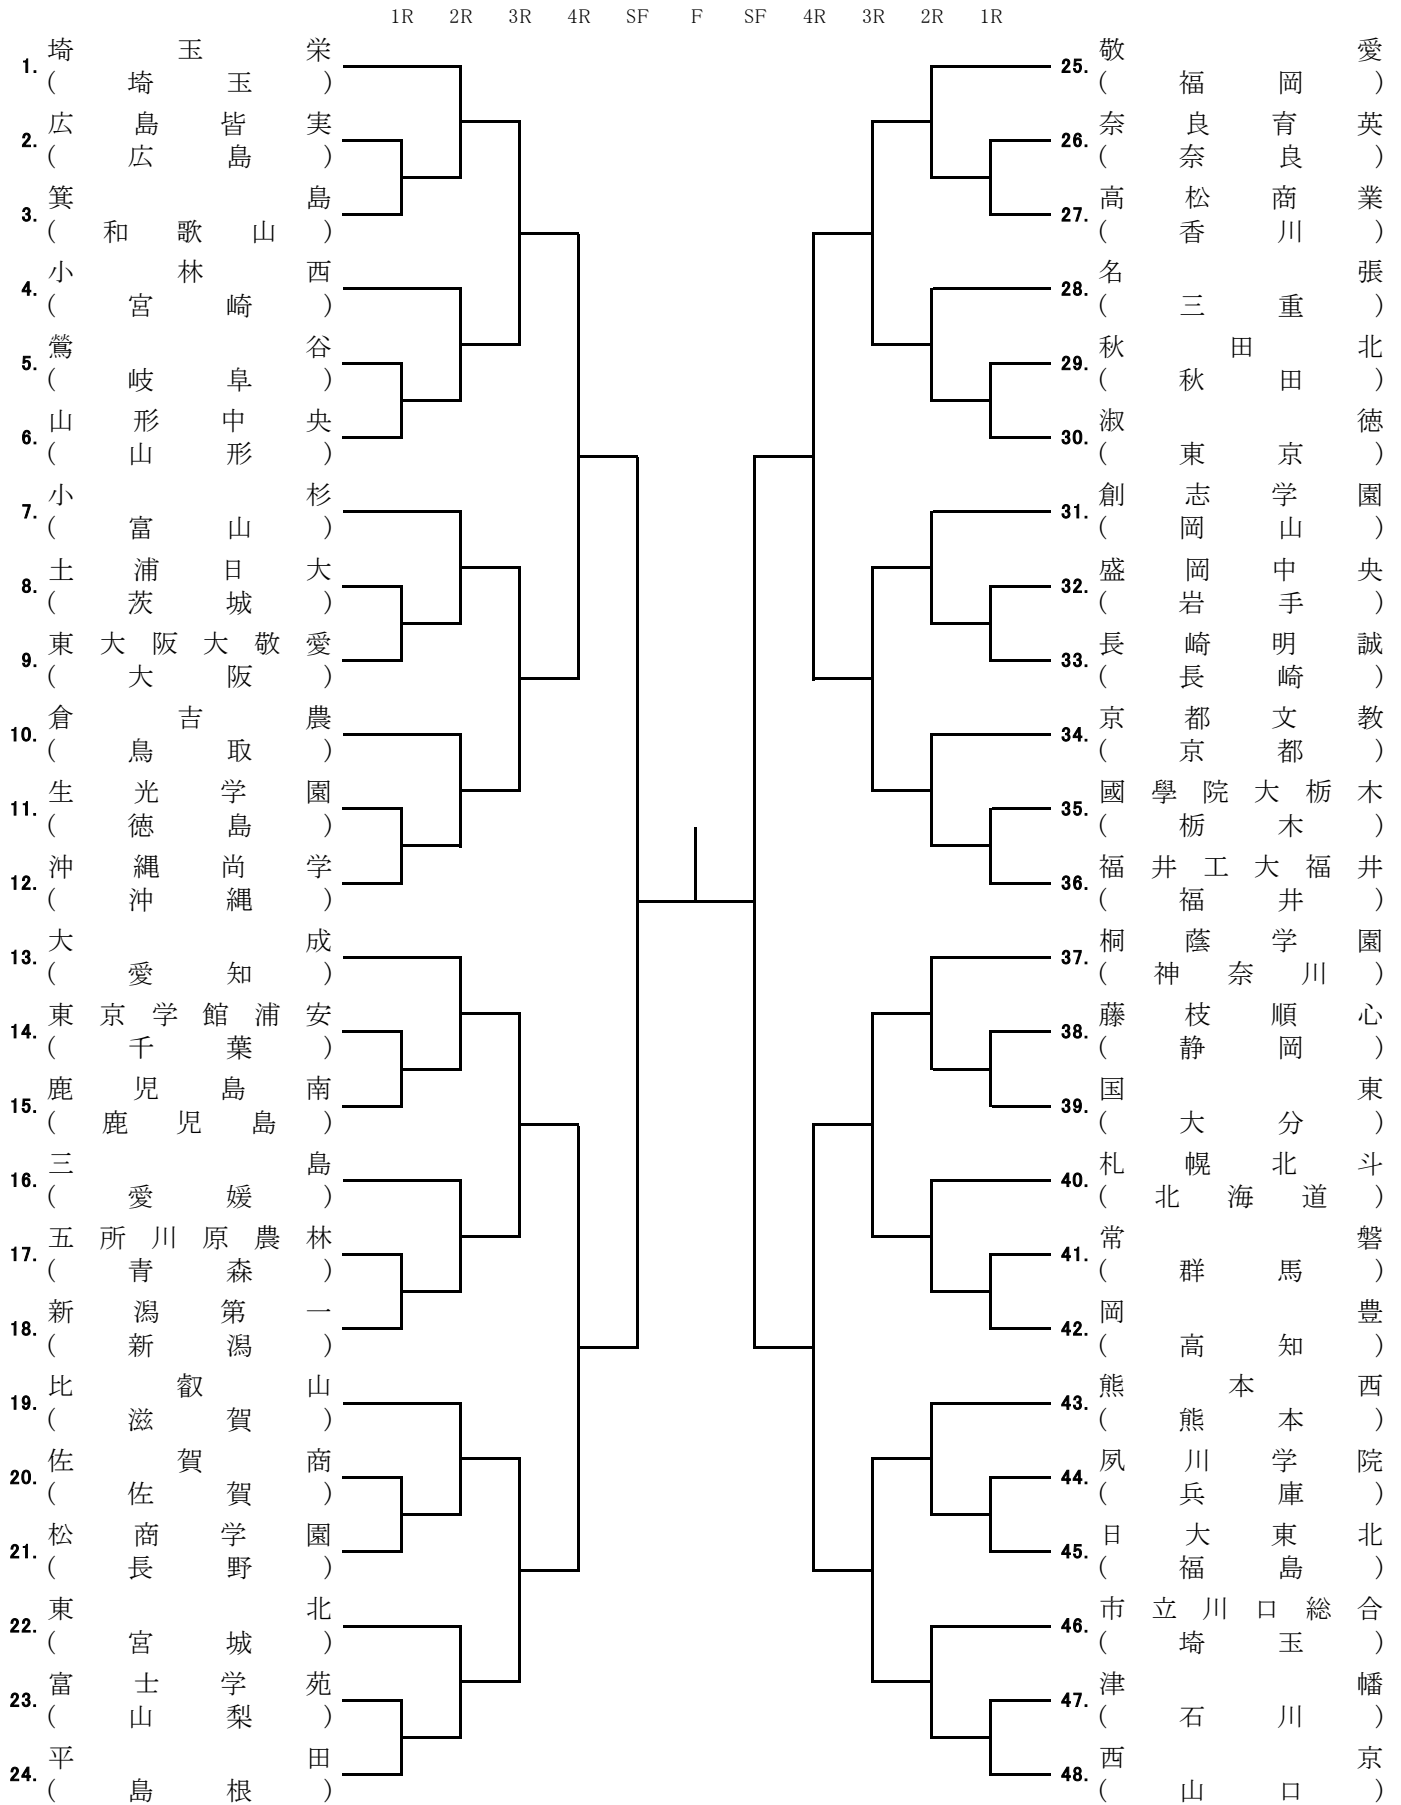 1R 2R 3R 4R SF F SF 4R 3R 2R 1R
1. 埼玉栄
(埼玉)
2. 広島皆実
(広島)
3. 箕島
(和歌山)
4. 小林西
(宮崎)
5. 鶯谷
(岐阜)
6. 山形中央
(山形)
7. 小杉
(富山)
8. 土浦日大
(茨城)
9. 東大阪大敬愛
(大阪)
10. 倉吉農
(鳥取)
11. 生光学園
(徳島)
12. 沖縄尚学
(沖縄)
13. 大成
(愛知)
14. 東京学館浦安
(千葉)
15. 鹿児島南
(鹿児島)
16. 三島
(愛媛)
17. 五所川原農林
(青森)
18. 新潟第一
(新潟)
19. 比叡山
(滋賀)
20. 佐賀商
(佐賀)
21. 松商学園
(長野)
22. 東北
(宮城)
23. 富士学苑
(山梨)
24. 平田
(島根)
25. 敬愛
(福岡)
26. 奈良育英
(奈良)
27. 高松商業
(香川)
28. 名張
(三重)
29. 秋田北
(秋田)
30. 淑徳
(東京)
31. 創志学園
(岡山)
32. 盛岡中央
(岩手)
33. 長崎明誠
(長崎)
34. 京都文教
(京都)
35. 國學院大栃木
(栃木)
36. 福井工大福井
(福井)
37. 桐蔭学園
(神奈川)
38. 藤枝順心
(静岡)
39. 国東
(大分)
40. 札幌北斗
(北海道)
41. 常磐
(群馬)
42. 岡豊
(高知)
43. 熊本西
(熊本)
44. 夙川学院
(兵庫)
45. 日大東北
(福島)
46. 市立川口総合
(埼玉)
47. 津幡
(石川)
48. 西京
(山口)